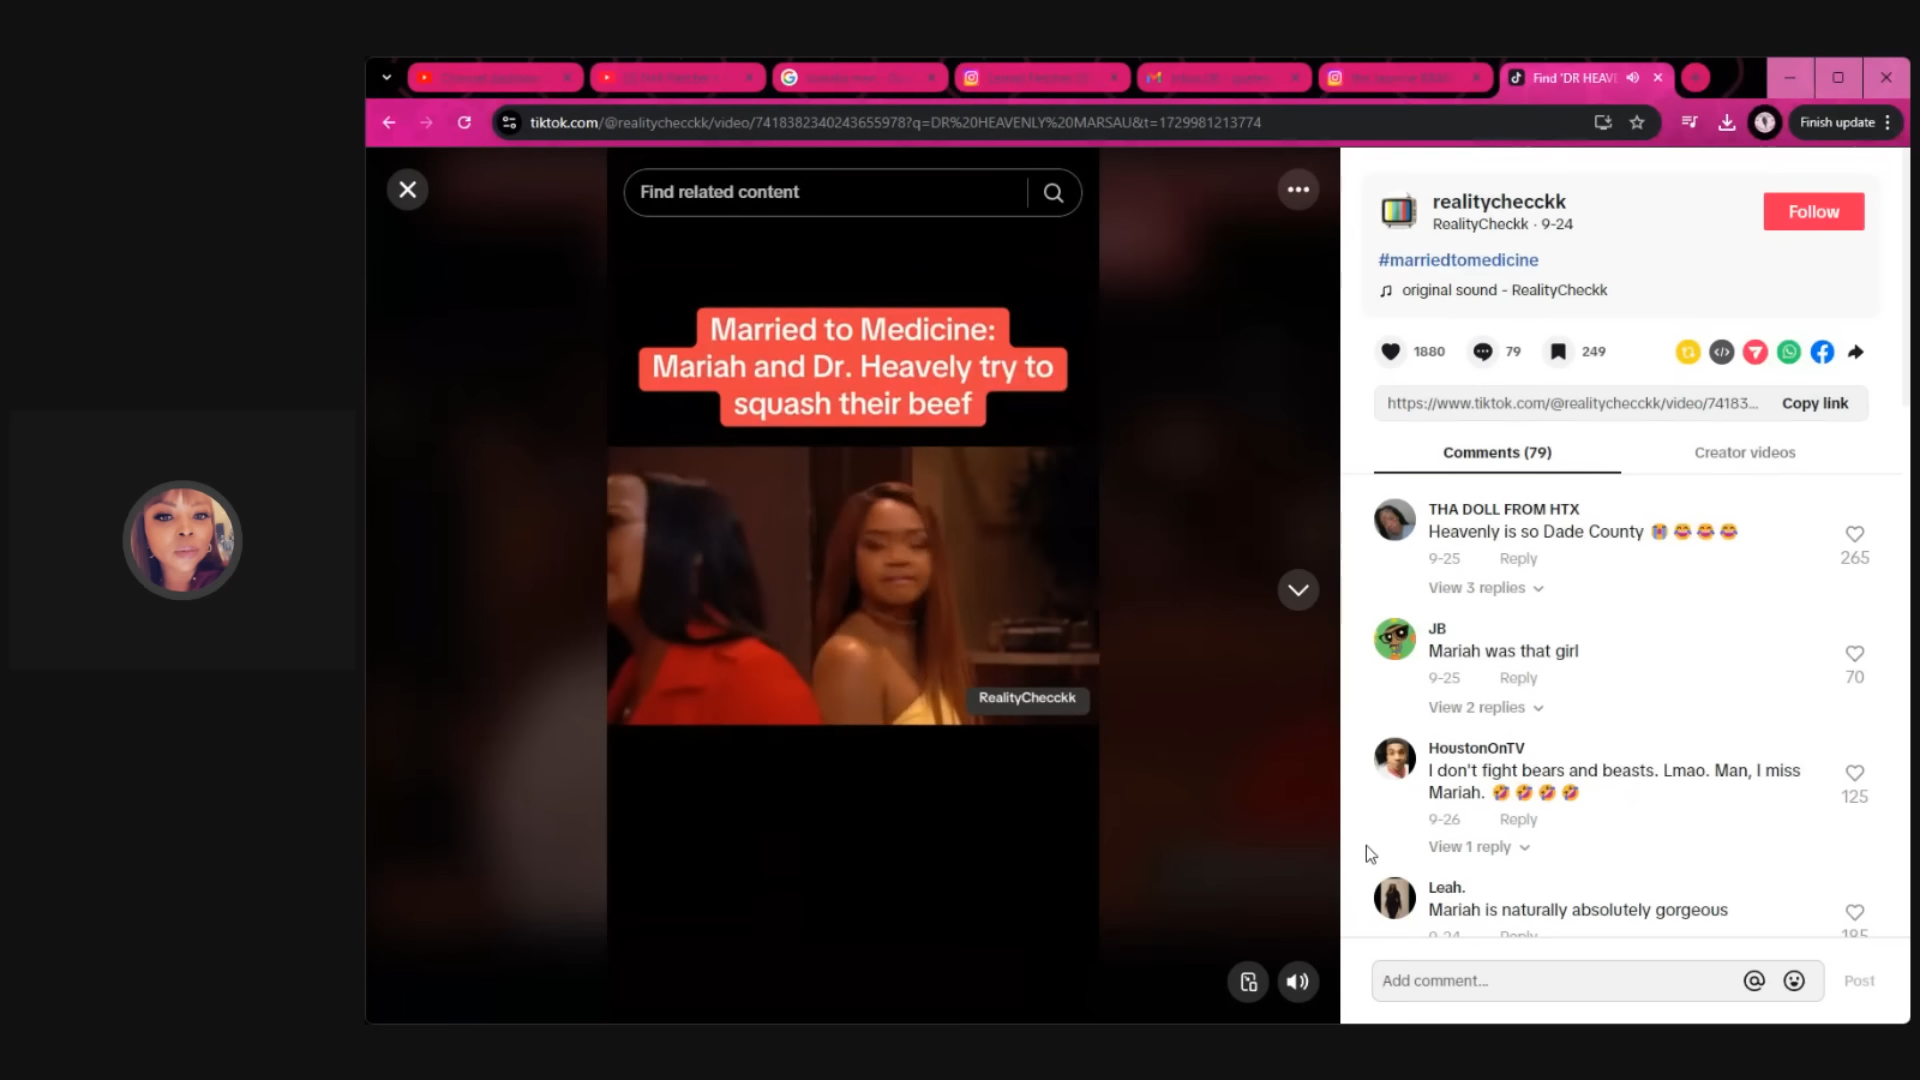 Find 'DR HEAVE
tiktok.com/@realitychecckk/video/7418382340243655978?q=DR%20HEAVENLY%20MARSAU&t=1729981213774
Finish update
Find related content
Married to Medicine:
Mariah and Dr. Heavely try to
squash their beef
RealityChecckk
realitychecckk
RealityCheckk · 9-24
Follow
#marriedtomedicine
original sound - RealityCheckk
1880
79
249
https://www.tiktok.com/@realitychecckk/video/74183...
Copy link
Comments (79)
Creator videos
THA DOLL FROM HTX
Heavenly is so Dade County 😭😂😂😂
9-25 Reply
265
View 3 replies
JB
Mariah was that girl
9-25 Reply
70
View 2 replies
HoustonOnTV
I don't fight bears and beasts. Lmao. Man, I miss
Mariah. 🤣🤣🤣🤣
9-26 Reply
125
View 1 reply
Leah.
Mariah is naturally absolutely gorgeous
9-24 Reply
185
Add comment...
Post